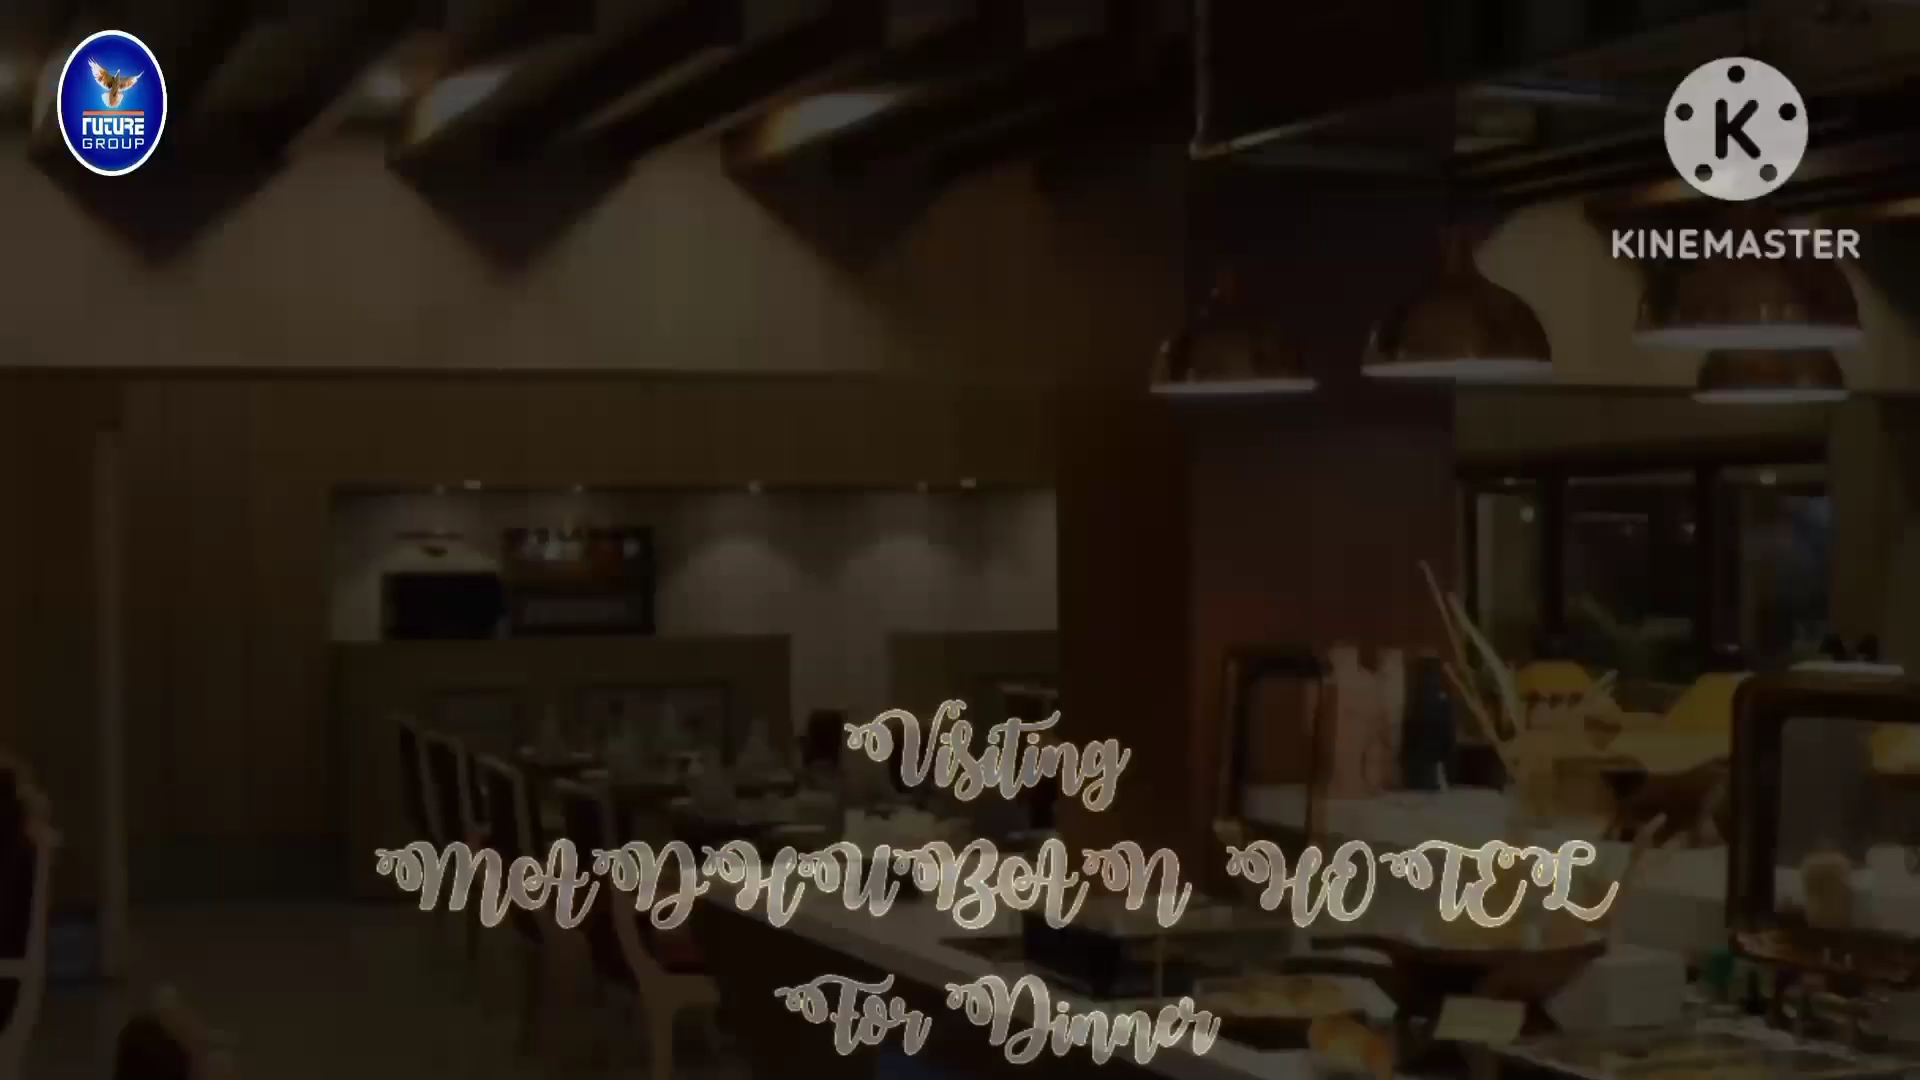 FUTURE
GROUP
K
KINEMASTER
Visiting
MADHUBAN HOTEL
For Dinner